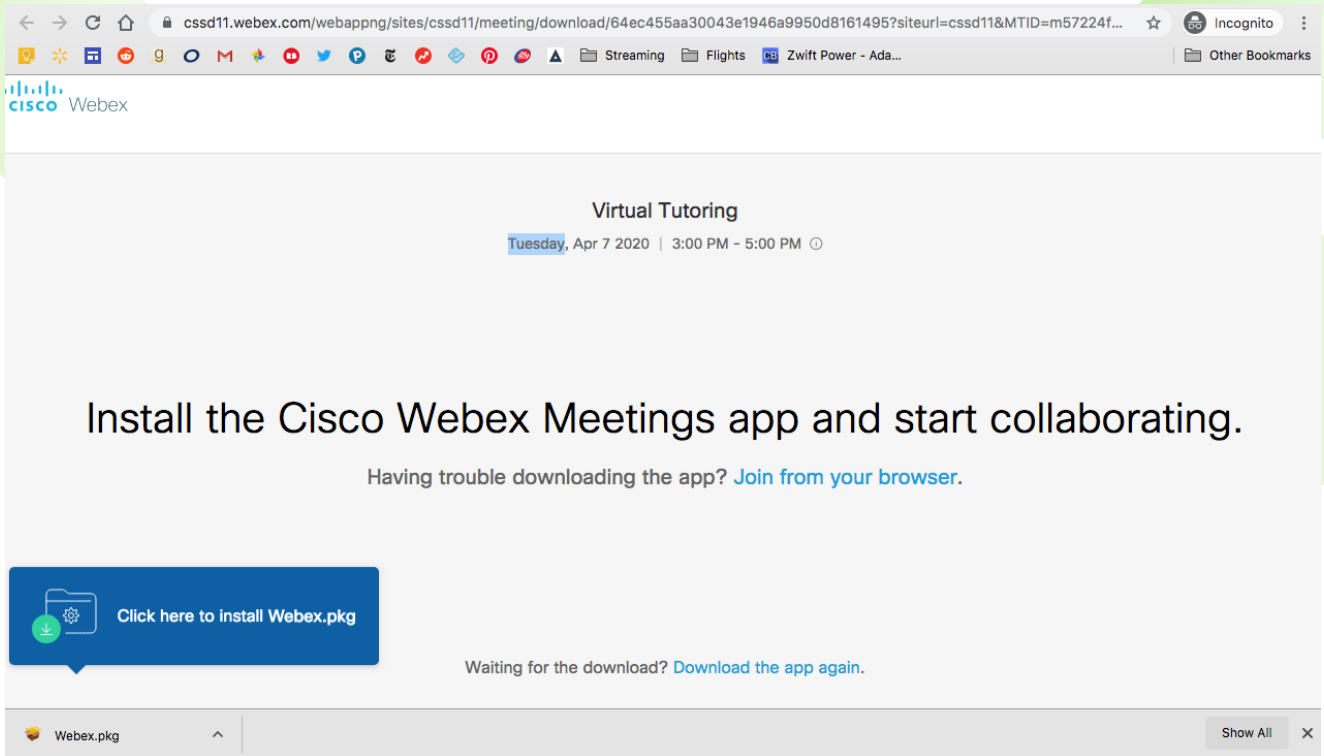 cssd11.webex.com/webappng/sites/cssd11/meeting/download/64ec455aa30043e1946a9950d8161495?siteurl=cssd11&MTID=m57224f... Incognito
g Streaming Flights CB Zwift Power - Ada... Other Bookmarks
cisco Webex
Virtual Tutoring
Tuesday, Apr 7 2020 | 3:00 PM - 5:00 PM
Install the Cisco Webex Meetings app and start collaborating.
Having trouble downloading the app? Join from your browser.
Click here to install Webex.pkg
Waiting for the download? Download the app again.
Webex.pkg Show All